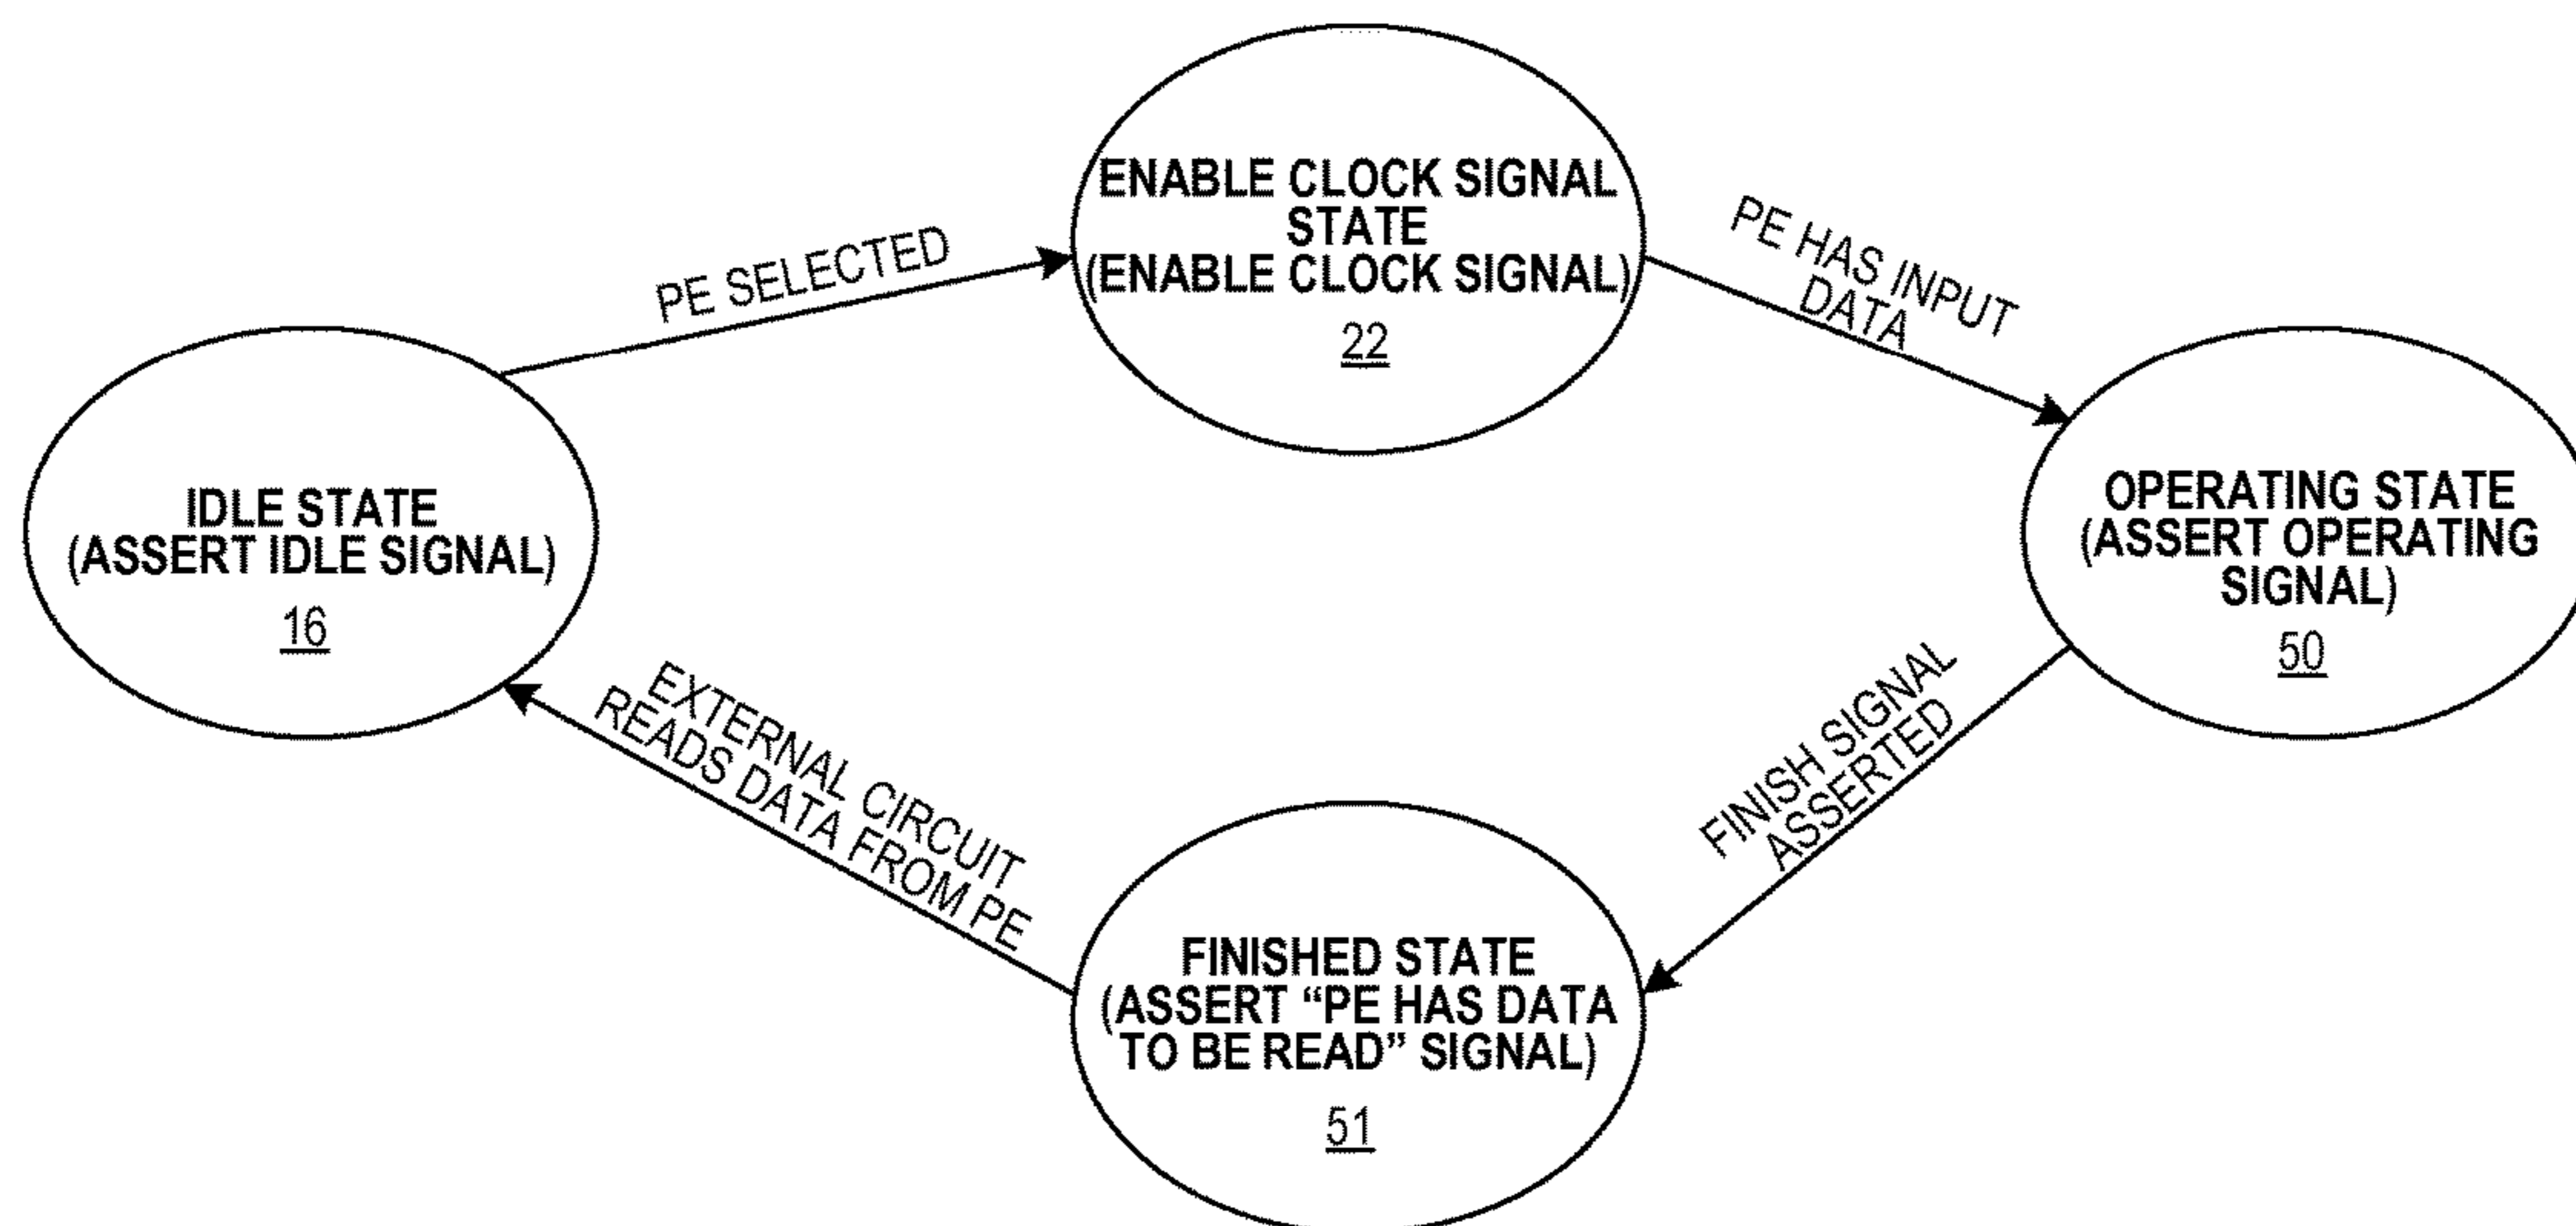 ENABLE CLOCK SIGNAL
STATE
(ENABLE CLOCK SIGNAL)
22
PE SELECTED
PE HAS INPUT
DATA
IDLE STATE
(ASSERT IDLE SIGNAL)
16
OPERATING STATE
(ASSERT OPERATING
SIGNAL)
50
EXTERNAL CIRCUIT
READS DATA FROM PE
FINISH SIGNAL
ASSERTED
FINISHED STATE
(ASSERT “PE HAS DATA
TO BE READ” SIGNAL)
51